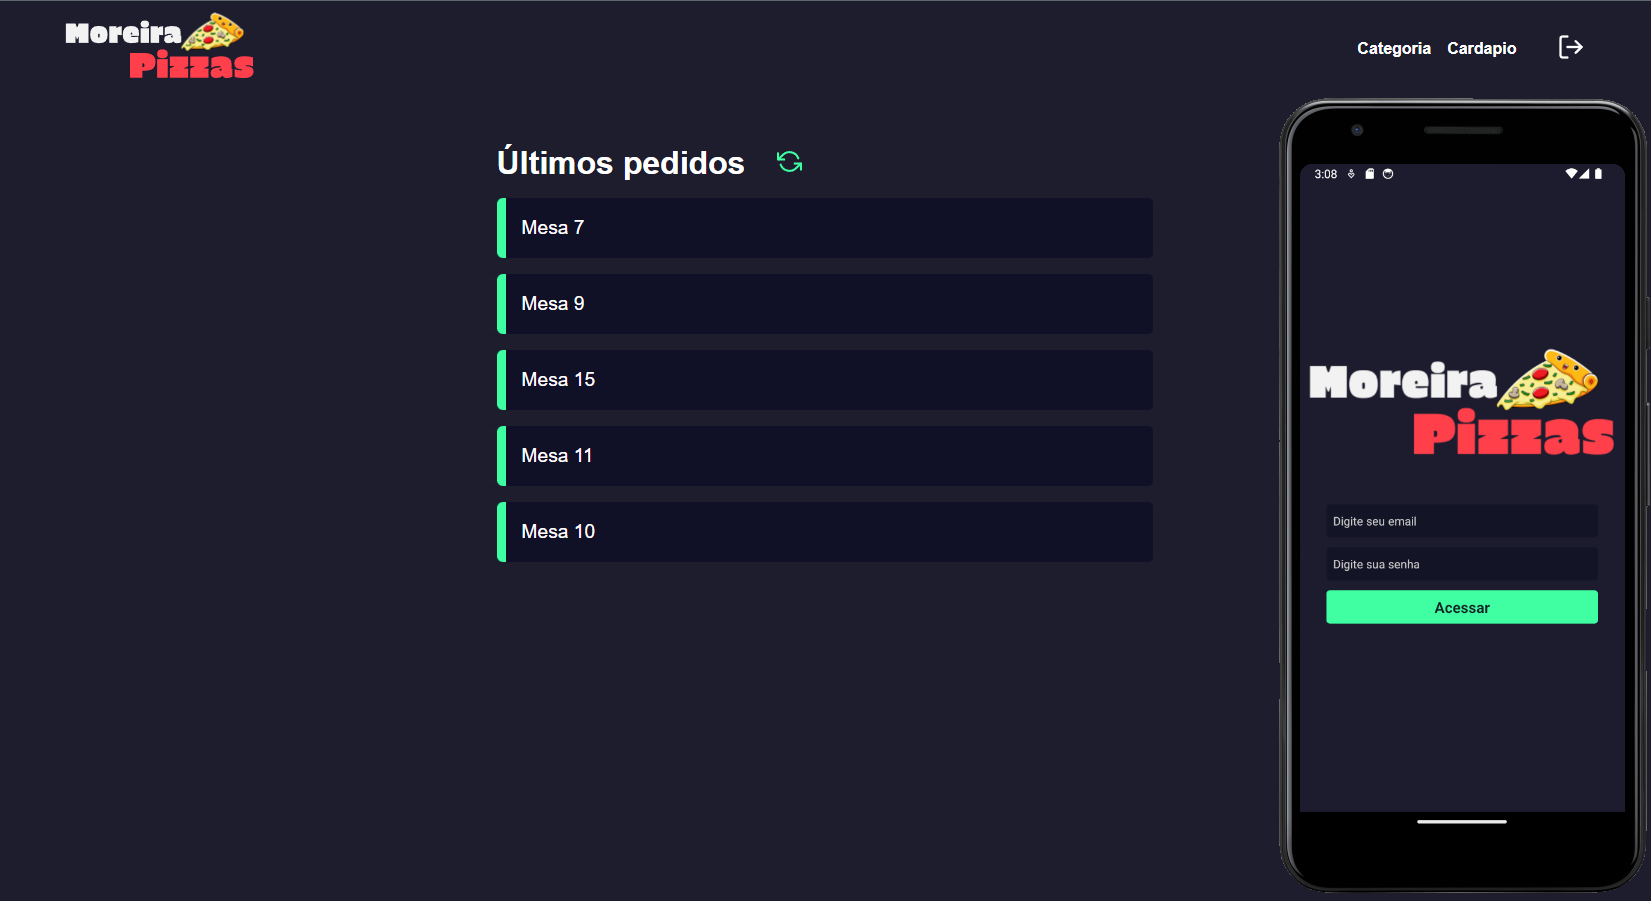 Moreira
Pizzas
Categoria Cardapio
Últimos pedidos
Mesa 7
Mesa 9
Mesa 15
Mesa 11
Mesa 10
3:08
Moreira
Pizzas
Digite seu email
Digite sua senha
Acessar